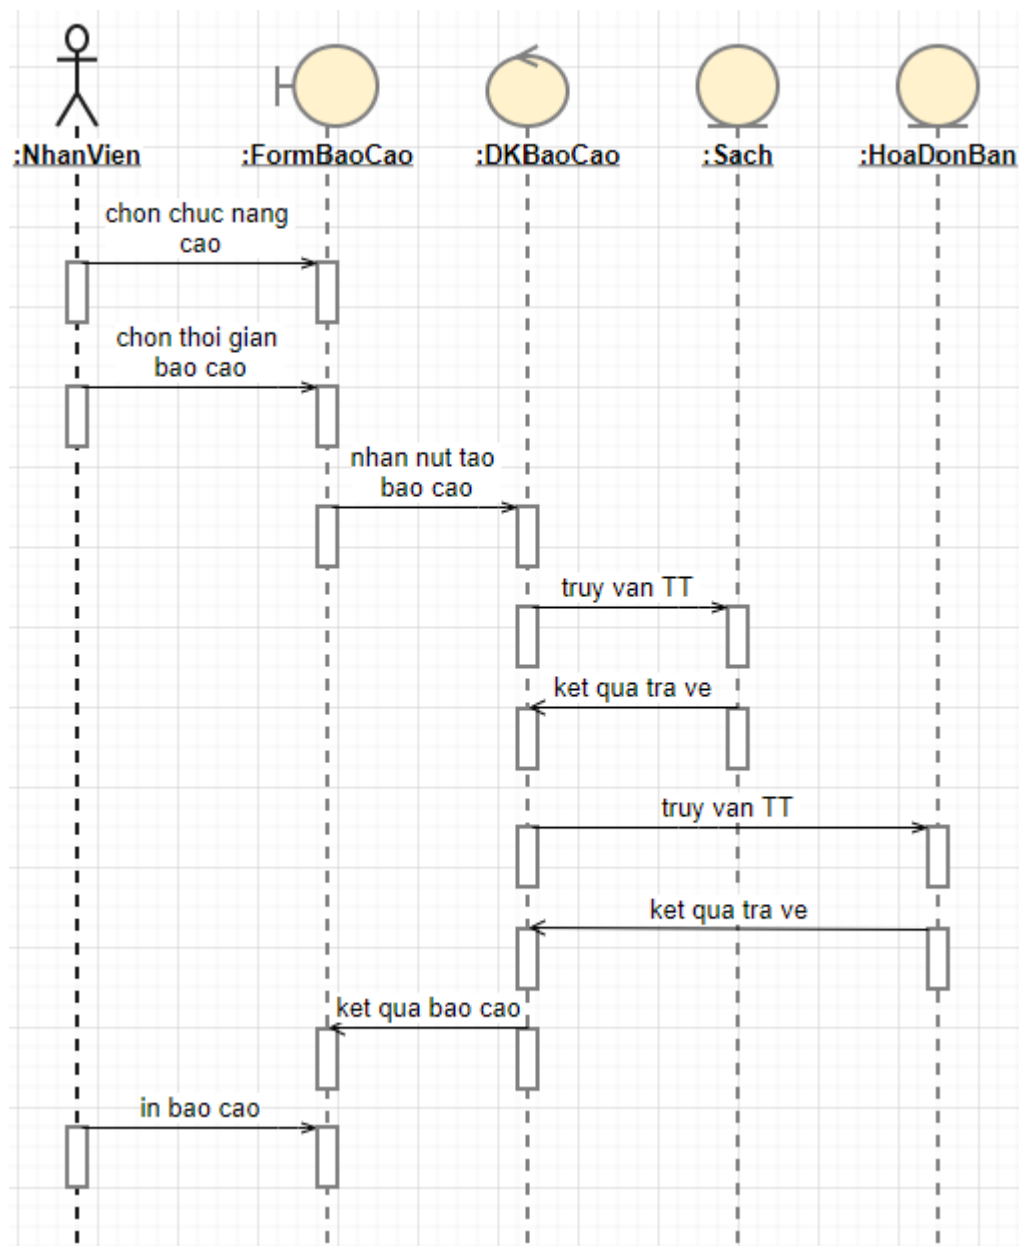 :NhanVien
:FormBaoCao
:DKBaoCao
:Sach
:HoaDonBan
chon chuc nang
cao
chon thoi gian
bao cao
nhan nut tao
bao cao
truy van TT
ket qua tra ve
truy van TT
ket qua tra ve
ket qua bao cao
in bao cao